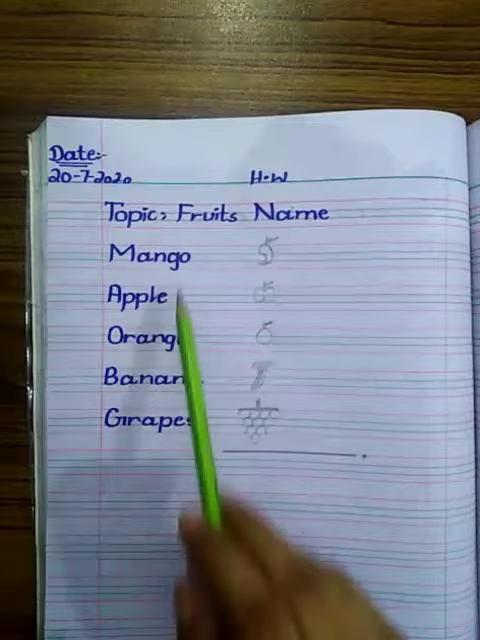 Date:-
20-7-2020 H.W
Topic: Fruits Name
Mango
Apple
Orang
Banan
Grapes